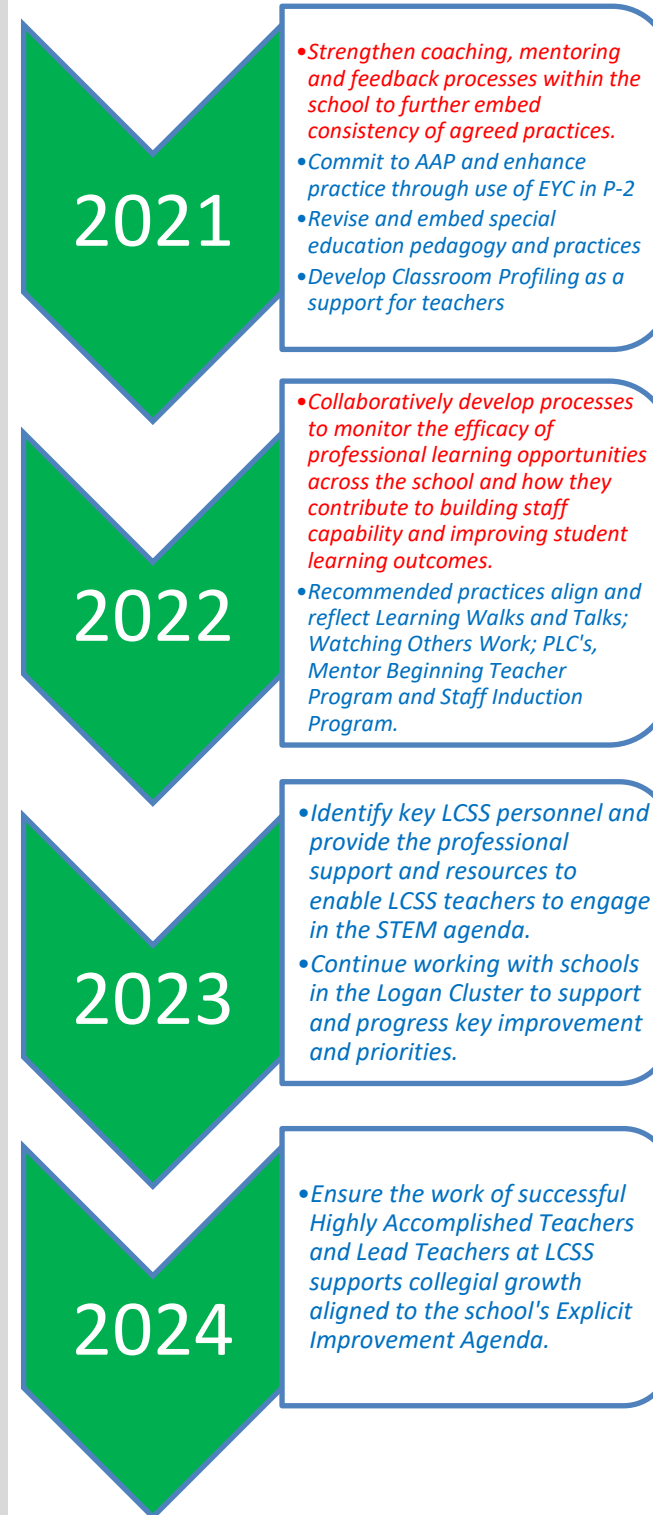 2021
•Strengthen coaching, mentoring
and feedback processes within the
school to further embed
consistency of agreed practices.
•Commit to AAP and enhance
practice through use of EYC in P-2
•Revise and embed special
education pedagogy and practices
•Develop Classroom Profiling as a
support for teachers
2022
•Collaboratively develop processes
to monitor the efficacy of
professional learning opportunities
across the school and how they
contribute to building staff
capability and improving student
learning outcomes.
•Recommended practices align and
reflect Learning Walks and Talks;
Watching Others Work; PLC's,
Mentor Beginning Teacher
Program and Staff Induction
Program.
2023
•Identify key LCSS personnel and
provide the professional
support and resources to
enable LCSS teachers to engage
in the STEM agenda.
•Continue working with schools
in the Logan Cluster to support
and progress key improvement
and priorities.
2024
•Ensure the work of successful
Highly Accomplished Teachers
and Lead Teachers at LCSS
supports collegial growth
aligned to the school's Explicit
Improvement Agenda.